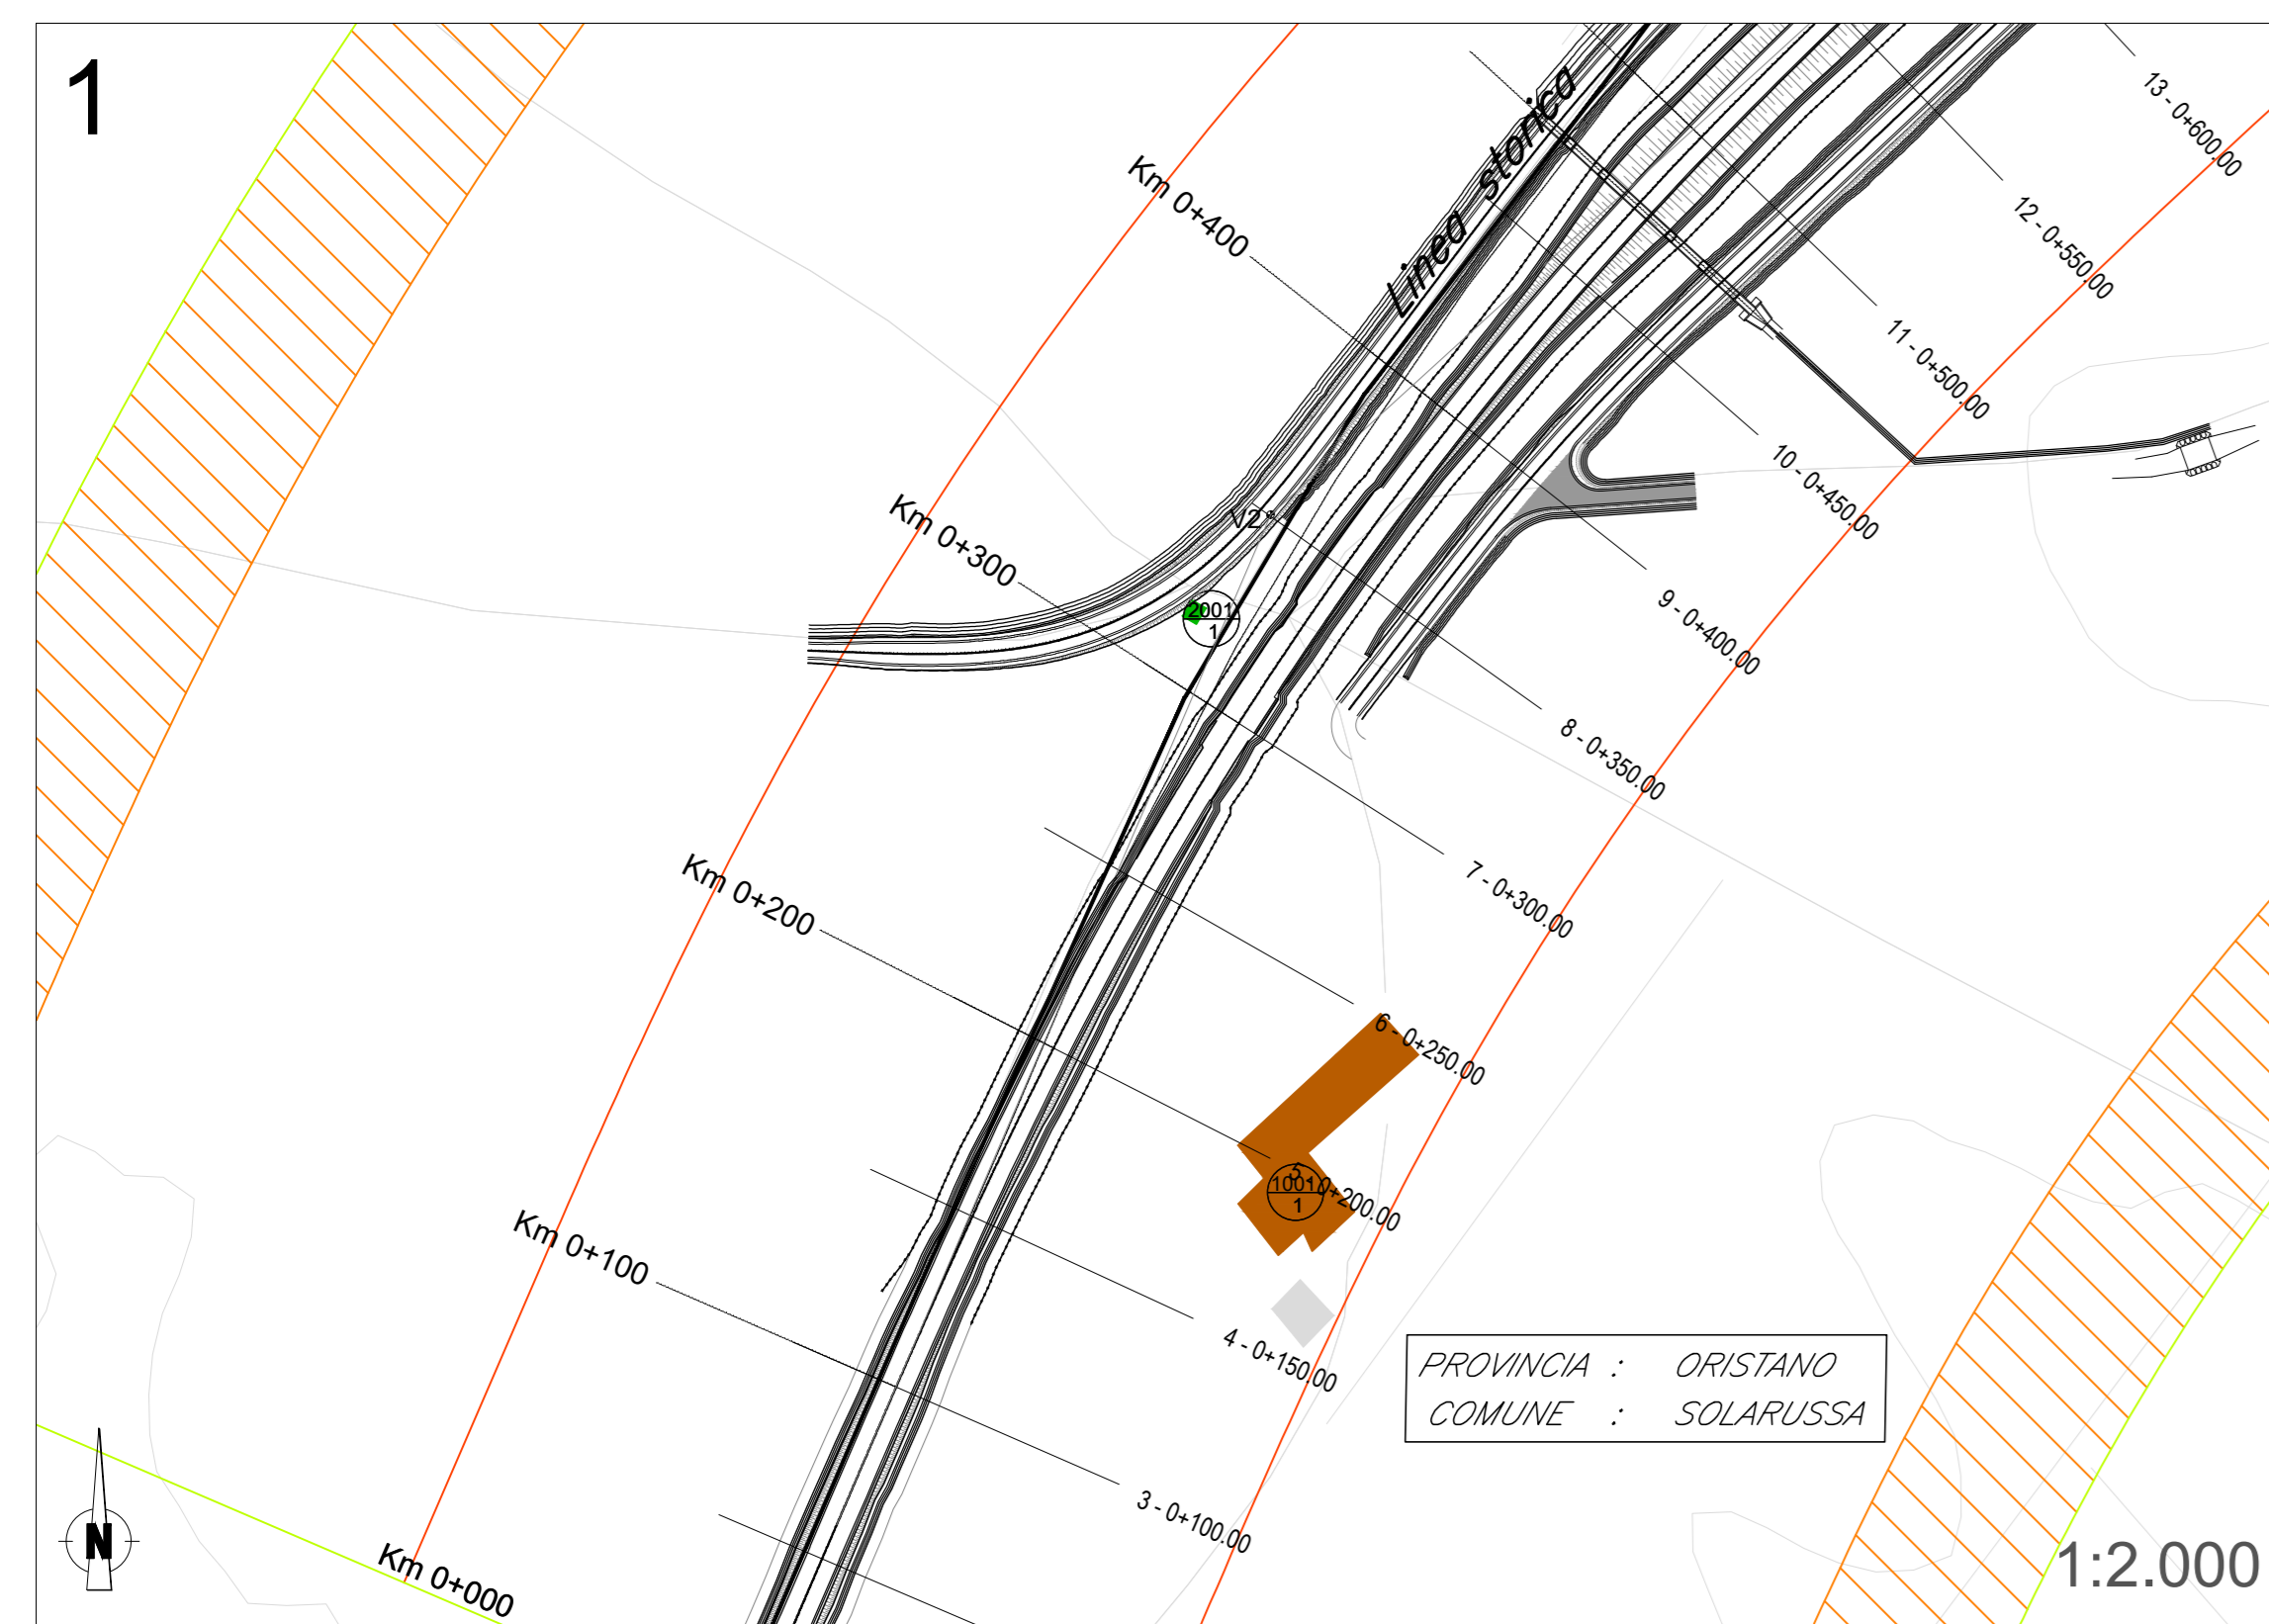 1
Linea storica
Km 0+400
Km 0+300
Km 0+200
Km 0+100
Km 0+000
13 - 0+600.00
12 - 0+550.00
11 - 0+500.00
10 - 0+450.00
9 - 0+400.00
8 - 0+350.00
7 - 0+300.00
6 - 0+250.00
5 - 0+200.00
4 - 0+150.00
3 - 0+100.00
V2
2001
1
1001
1
PROVINCIA : ORISTANO
COMUNE : SOLARUSSA
N
1:2.000